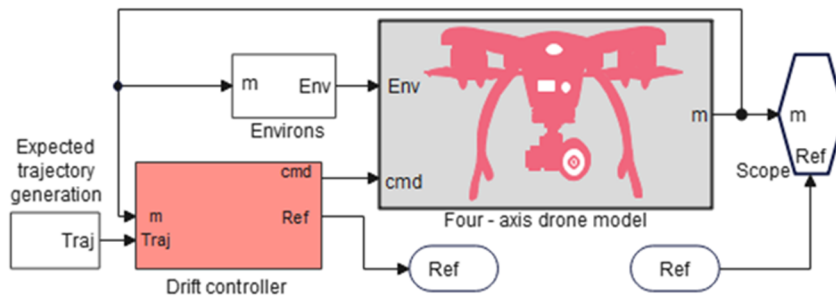 m
Env
Environs
Env
cmd
m
Four - axis drone model
m
Ref
Scope
Expected
trajectory
generation
Traj
m
Traj
cmd
Ref
Drift controller
Ref
Ref